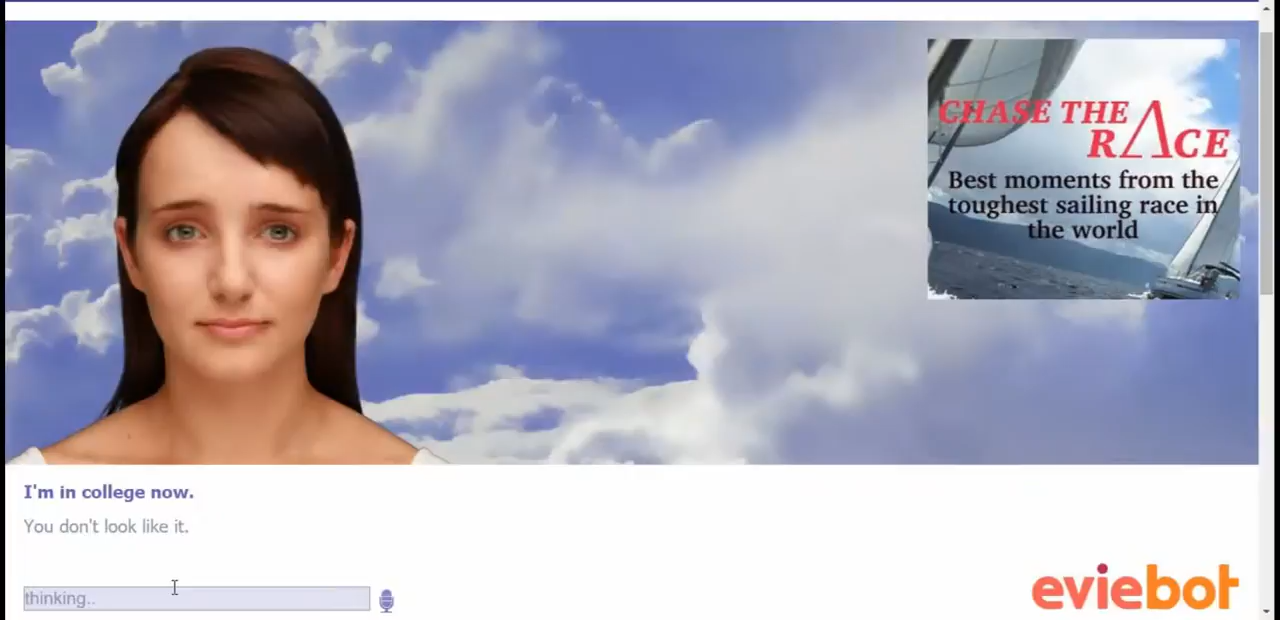 CHASE THE
RACE
Best moments from the
toughest sailing race in
the world
I'm in college now.
You don't look like it.
thinking..
eviebot